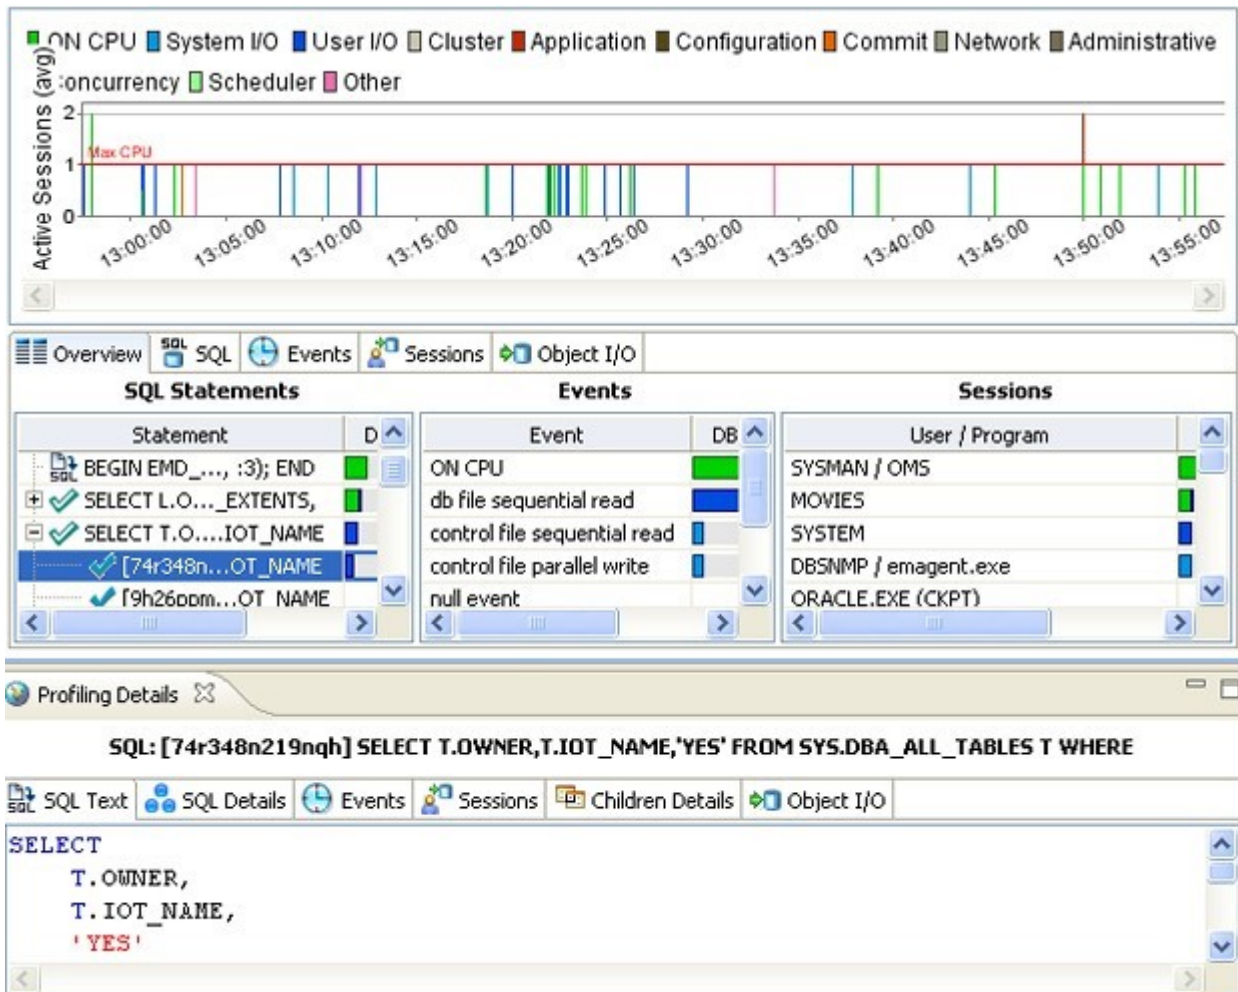 ON CPU System I/O User I/O Cluster Application Configuration Commit Network Administrative
oncurrency Scheduler Other
Active Sessions (avg)
2
Max CPU
1
0
13:00:00 13:05:00 13:10:00 13:15:00 13:20:00 13:25:00 13:30:00 13:35:00 13:40:00 13:45:00 13:50:00 13:55:00
Overview SQL SQL Events Sessions Object I/O
SQL Statements Events Sessions
Statement D Event DB User / Program
SQL BEGIN EMD_..., :3); END ON CPU SYSMAN / OMS
SELECT L.O..._EXTENTS, db file sequential read MOVIES
SELECT T.O....IOT_NAME control file sequential read SYSTEM
[74r348n...OT_NAME control file parallel write DBSNMP / emagent.exe
[9h26ppm...OT_NAME null event ORACLE.EXE (CKPT)
Profiling Details
SQL: [74r348n219nqh] SELECT T.OWNER,T.IOT_NAME,'YES' FROM SYS.DBA_ALL_TABLES T WHERE
SQL SQL Text SQL Details Events Sessions Children Details Object I/O
SELECT
T.OWNER,
T.IOT_NAME,
'YES'